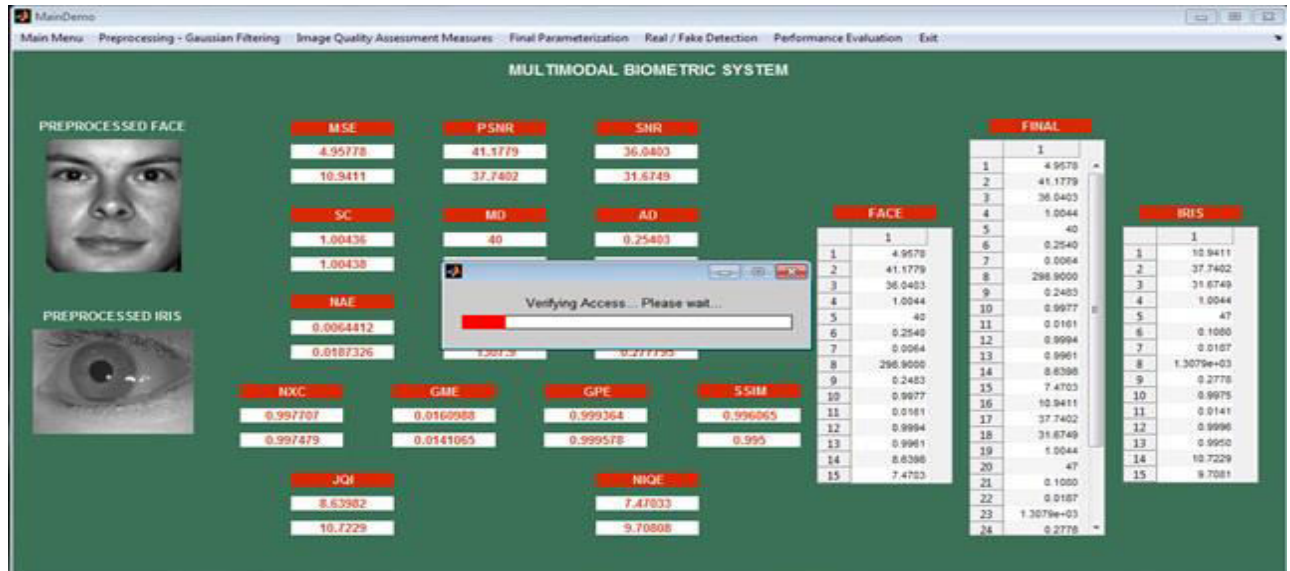 MainDemo
Main Menu Preprocessing - Gaussian Filtering Image Quality Assessment Measures Final Parameterization Real / Fake Detection Performance Evaluation Exit
MULTIMODAL BIOMETRIC SYSTEM
PREPROCESSED FACE
PREPROCESSED IRIS
MSE PSNR SNR
4.95778 41.1779 36.0403
10.9411 37.7402 31.6749
SC MD AD
1.00436 40 0.25403
1.00438
Verifying Access... Please wait...
NAE
0.0064412
0.0187326 1307.9 0.277795
NXC GME GPE SSIM
0.997707 0.0160988 0.999364 0.996065
0.997479 0.0141065 0.999578 0.995
JQI NIQE
8.63982 7.47033
10.7229 9.70808
FACE
1
1 4.9578
2 41.1779
3 36.0403
4 1.0044
5 40
6 0.2540
7 0.0064
8 298.9000
9 0.2483
10 0.9977
11 0.0161
12 0.9994
13 0.9961
14 8.6398
15 7.4703
FINAL
1
1 4.9578
2 41.1779
3 36.0403
4 1.0044
5 40
6 0.2540
7 0.0064
8 298.9000
9 0.2483
10 0.9977
11 0.0161
12 0.9994
13 0.9961
14 8.6398
15 7.4703
16 10.9411
17 37.7402
18 31.6749
19 1.0044
20 47
21 0.1080
22 0.0187
23 1.3079e+03
24 0.2778
IRIS
1
1 10.9411
2 37.7402
3 31.6749
4 1.0044
5 47
6 0.1080
7 0.0187
8 1.3079e+03
9 0.2778
10 0.9975
11 0.0141
12 0.9996
13 0.9950
14 10.7229
15 9.7081